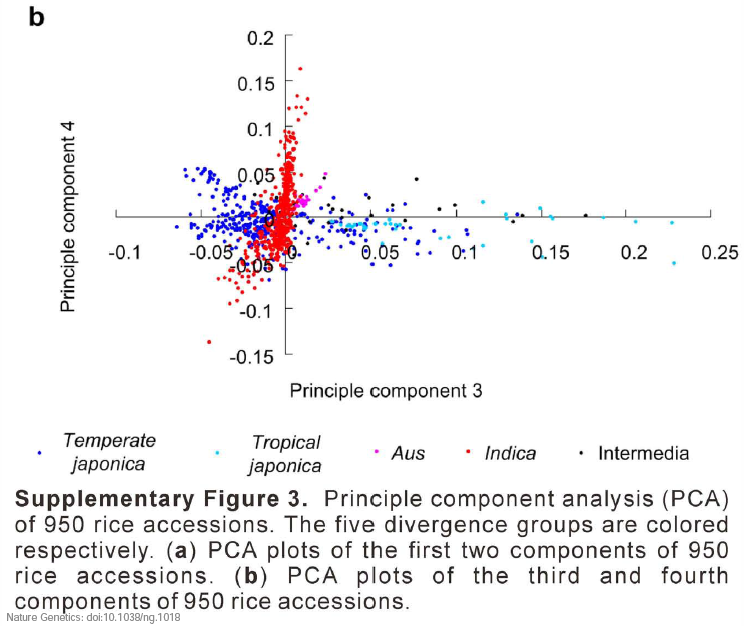 b
0.2
0.15
0.1
0.05
0
-0.05
-0.1
-0.15
-0.1
-0.05
0
0.05
0.1
0.15
0.2
0.25
Principle component 4
Principle component 3
Temperate japonica
Tropical japonica
Aus
Indica
Intermedia
Supplementary Figure 3. Principle component analysis (PCA)
of 950 rice accessions. The five divergence groups are colored
respectively. (a) PCA plots of the first two components of 950
rice accessions. (b) PCA plots of the third and fourth
components of 950 rice accessions.
Nature Genetics: doi:10.1038/ng.1018